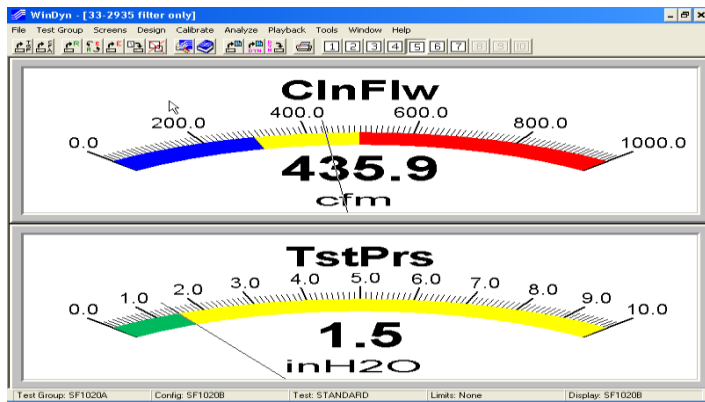 WinDyn - [33-2935 filter only]
File Test Group Screens Design Calibrate Analyze Playback Tools Window Help
1 2 3 4 5 6 7 8 9 10
ClnFlw
0.0 200.0 400.0 600.0 800.0 1000.0
435.9
cfm
TstPrs
0.0 1.0 2.0 3.0 4.0 5.0 6.0 7.0 8.0 9.0 10.0
1.5
inH2O
Test Group: SF1020A Config: SF1020B Test: STANDARD Limits: None Display: SF1020B